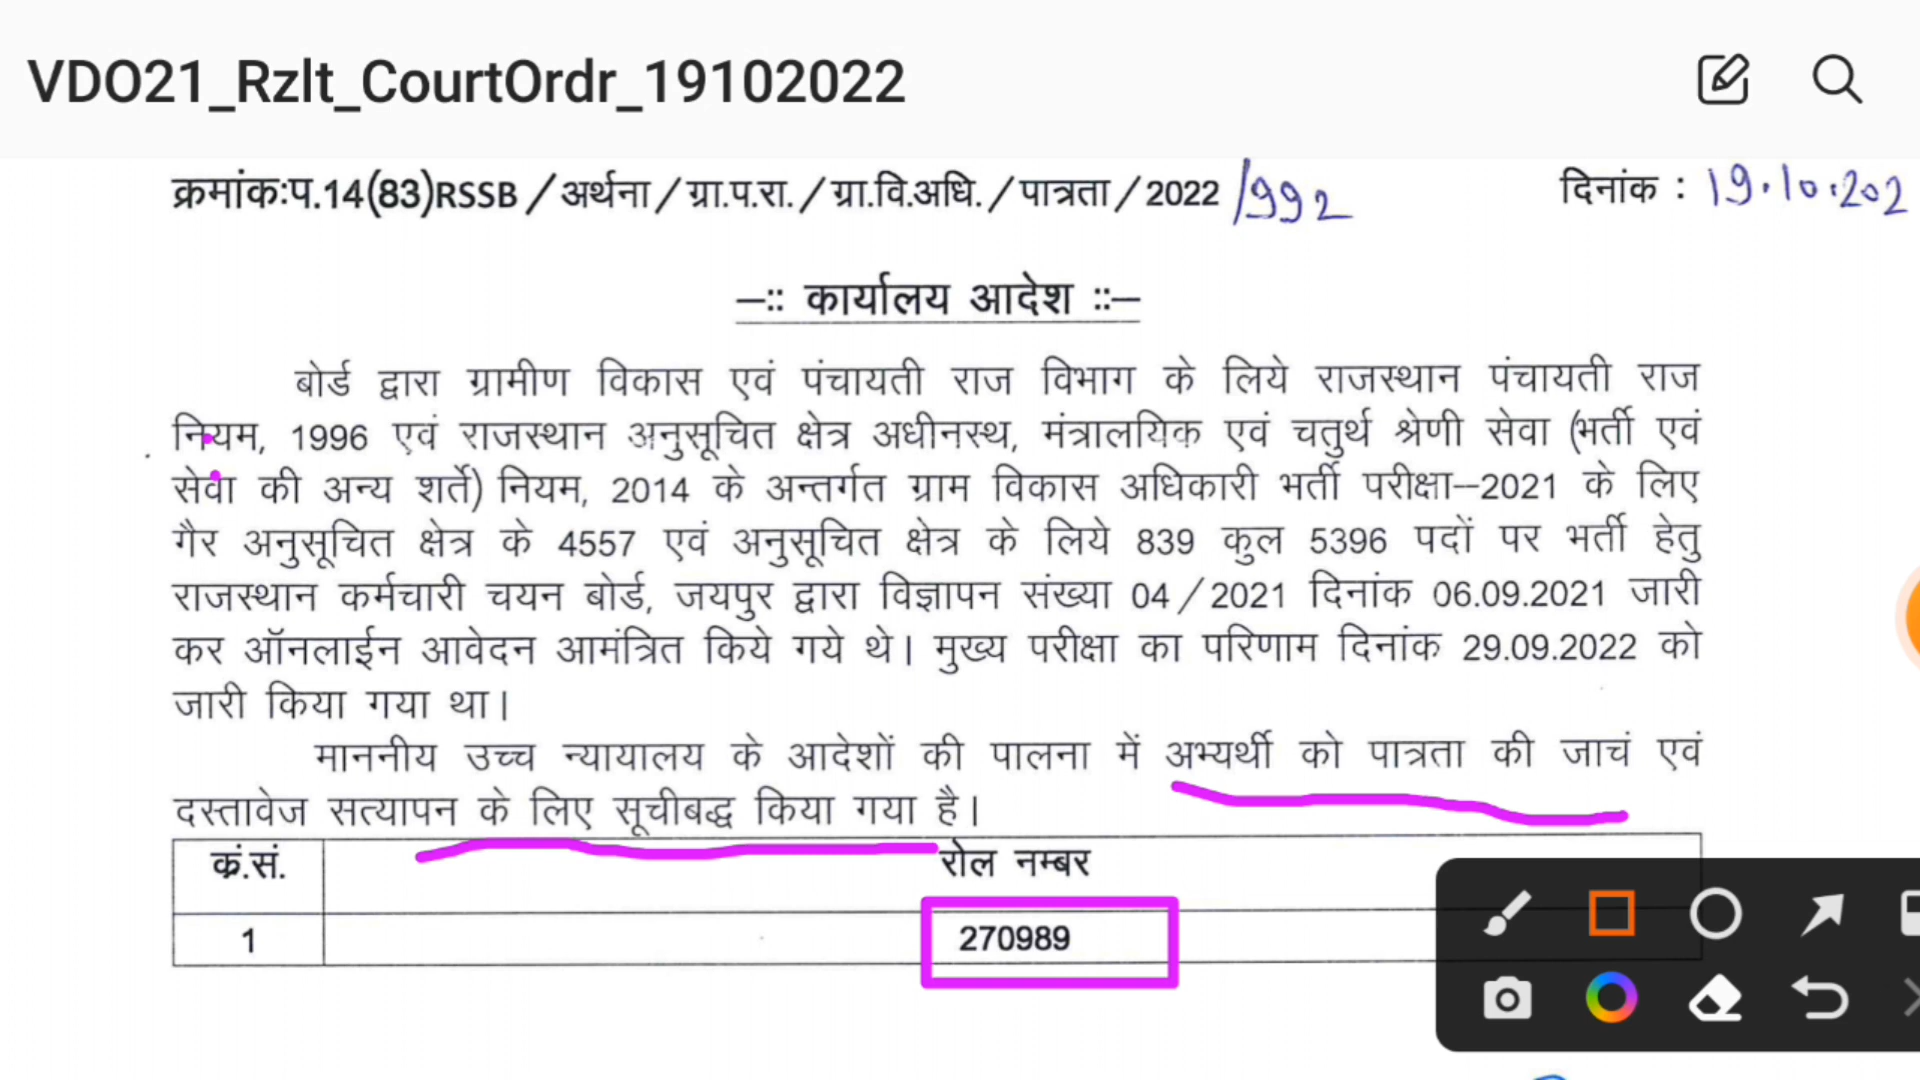 VDO21_Rzlt_CourtOrdr_19102022
क्रमांक:प.14(83)RSSB/अर्थना/ग्रा.प.रा./ग्रा.वि.अधि./पात्रता/2022/992 दिनांक : 19.10.202
–:: कार्यालय आदेश ::–
बोर्ड द्वारा ग्रामीण विकास एवं पंचायती राज विभाग के लिये राजस्थान पंचायती राज
नियम, 1996 एवं राजस्थान अनुसूचित क्षेत्र अधीनस्थ, मंत्रालयिक एवं चतुर्थ श्रेणी सेवा (भर्ती एवं
सेवा की अन्य शर्ते) नियम, 2014 के अन्तर्गत ग्राम विकास अधिकारी भर्ती परीक्षा–2021 के लिए
गैर अनुसूचित क्षेत्र के 4557 एवं अनुसूचित क्षेत्र के लिये 839 कुल 5396 पदों पर भर्ती हेतु
राजस्थान कर्मचारी चयन बोर्ड, जयपुर द्वारा विज्ञापन संख्या 04/2021 दिनांक 06.09.2021 जारी
कर ऑनलाईन आवेदन आमंत्रित किये गये थे। मुख्य परीक्षा का परिणाम दिनांक 29.09.2022 को
जारी किया गया था।
माननीय उच्च न्यायालय के आदेशों की पालना में अभ्यर्थी को पात्रता की जाचं एवं
दस्तावेज सत्यापन के लिए सूचीबद्ध किया गया है।
क्रं.सं. रोल नम्बर
1 270989